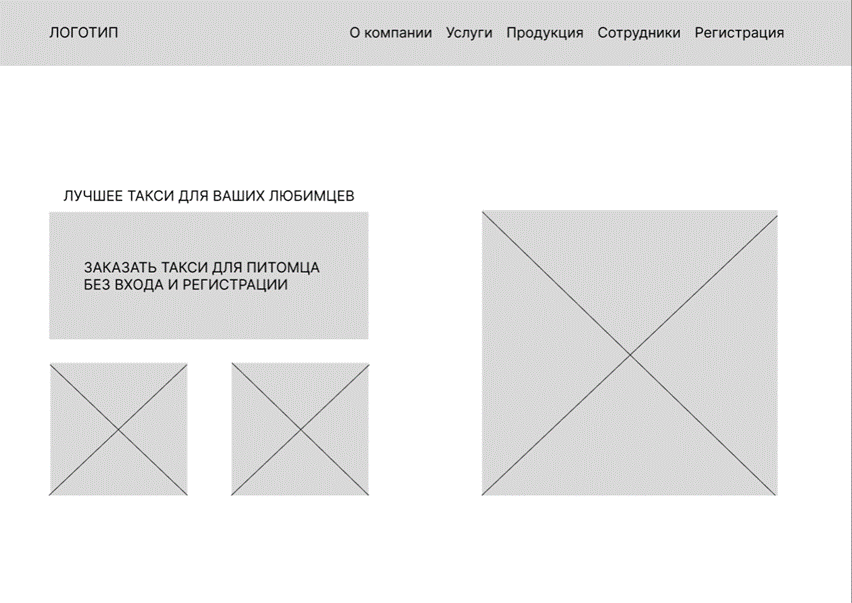 ЛОГОТИП
О компании Услуги Продукция Сотрудники Регистрация
ЛУЧШЕЕ ТАКСИ ДЛЯ ВАШИХ ЛЮБИМЦЕВ
ЗАКАЗАТЬ ТАКСИ ДЛЯ ПИТОМЦА
БЕЗ ВХОДА И РЕГИСТРАЦИИ